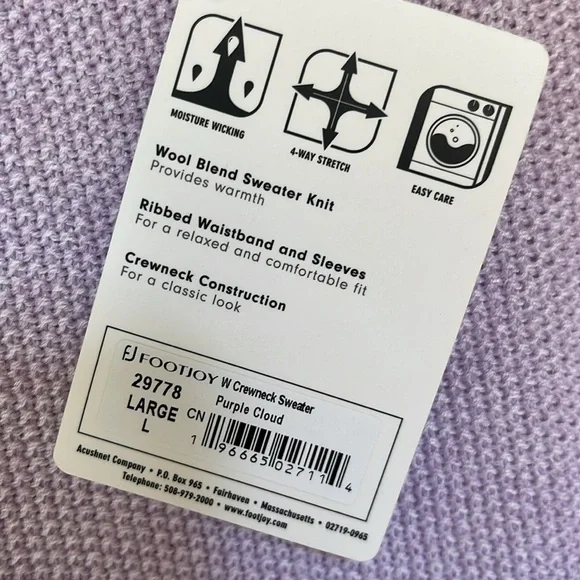 MOISTURE WICKING
4-WAY STRETCH
EASY CARE
Wool Blend Sweater Knit
Provides warmth
Ribbed Waistband and Sleeves
For a relaxed and comfortable fit
Crewneck Construction
For a classic look
FJ FOOTJOY W Crewneck Sweater
29778 Purple Cloud
LARGE CN
L
1 96665 02711 4
Acushnet Company • P.O. Box 965 • Fairhaven • Massachusetts • 02719-0965
Telephone: 508-979-2000 • www.footjoy.com